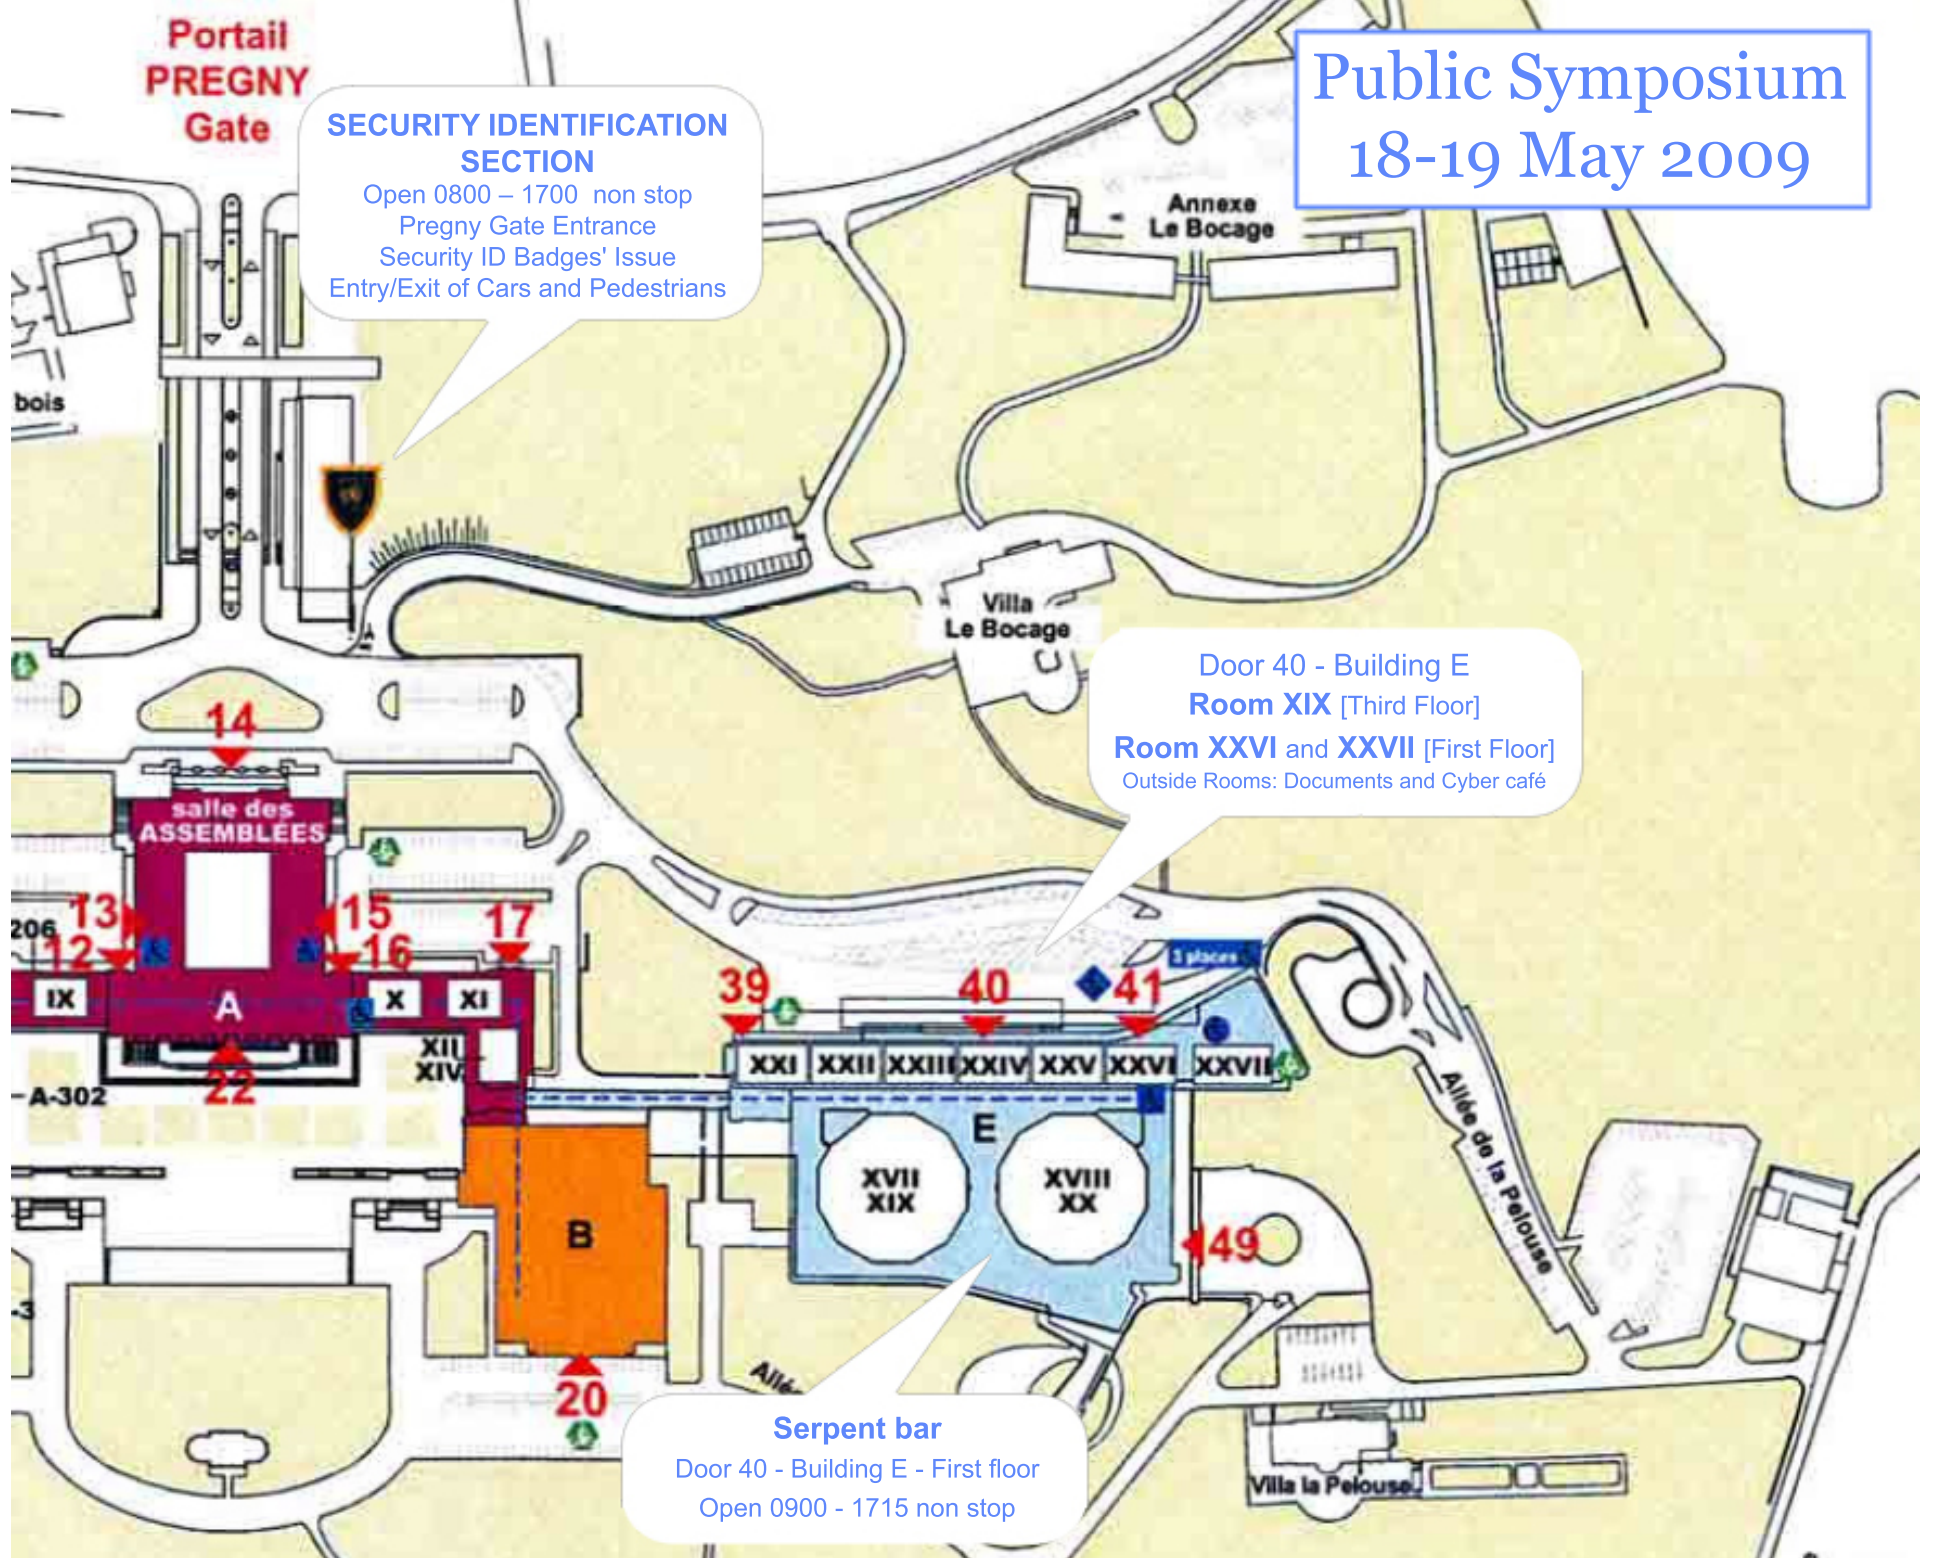 Portail
PREGNY
Gate
SECURITY IDENTIFICATION
SECTION
Open 0800 – 1700 non stop
Pregny Gate Entrance
Security ID Badges' Issue
Entry/Exit of Cars and Pedestrians
Public Symposium
18-19 May 2009
Annexe
Le Bocage
bois
Villa
Le Bocage
Door 40 - Building E
Room XIX [Third Floor]
Room XXVI and XXVII [First Floor]
Outside Rooms: Documents and Cyber café
14
salle des
ASSEMBLEES
13
15
17
206
12
16
3 places
39
40
41
IX
A
X
XI
XII
XIV
22
A-302
XXI
XXII
XXIII
XXIV
XXV
XXVI
XXVII
E
XVII
XIX
XVIII
XX
Allée de la Pelouse
B
49
-3
20
Serpent bar
Door 40 - Building E - First floor
Open 0900 - 1715 non stop
Villa la Pelouse